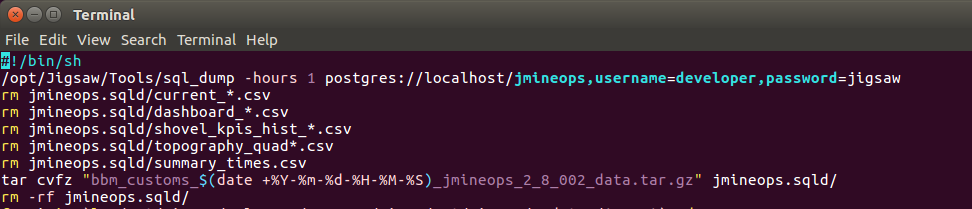 Terminal
File Edit View Search Terminal Help
#!/bin/sh
/opt/Jigsaw/Tools/sql_dump -hours 1 postgres://localhost/jmineops,username=developer,password=jigsaw
rm jmineops.sqld/current_*.csv
rm jmineops.sqld/dashboard_*.csv
rm jmineops.sqld/shovel_kpis_hist_*.csv
rm jmineops.sqld/topography_quad*.csv
rm jmineops.sqld/summary_times.csv
tar cvfz "bbm_customs_$(date +%Y-%m-%d-%H-%M-%S)_jmineops_2_8_002_data.tar.gz" jmineops.sqld/
rm -rf jmineops.sqld/